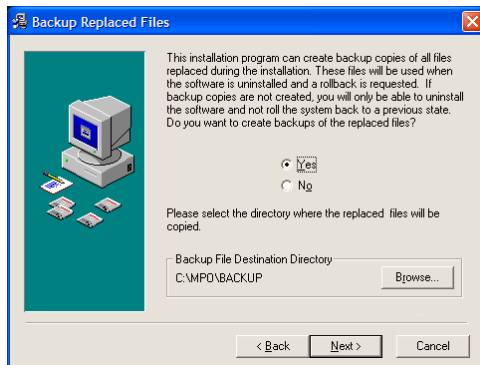 Backup Replaced Files
This installation program can create backup copies of all files
replaced during the installation. These files will be used when
the software is uninstalled and a rollback is requested. If
backup copies are not created, you will only be able to uninstall
the software and not roll the system back to a previous state.
Do you want to create backups of the replaced files?
Yes
No
Please select the directory where the replaced files will be
copied.
Backup File Destination Directory
C:\MPO\BACKUP
Browse...
< Back
Next >
Cancel